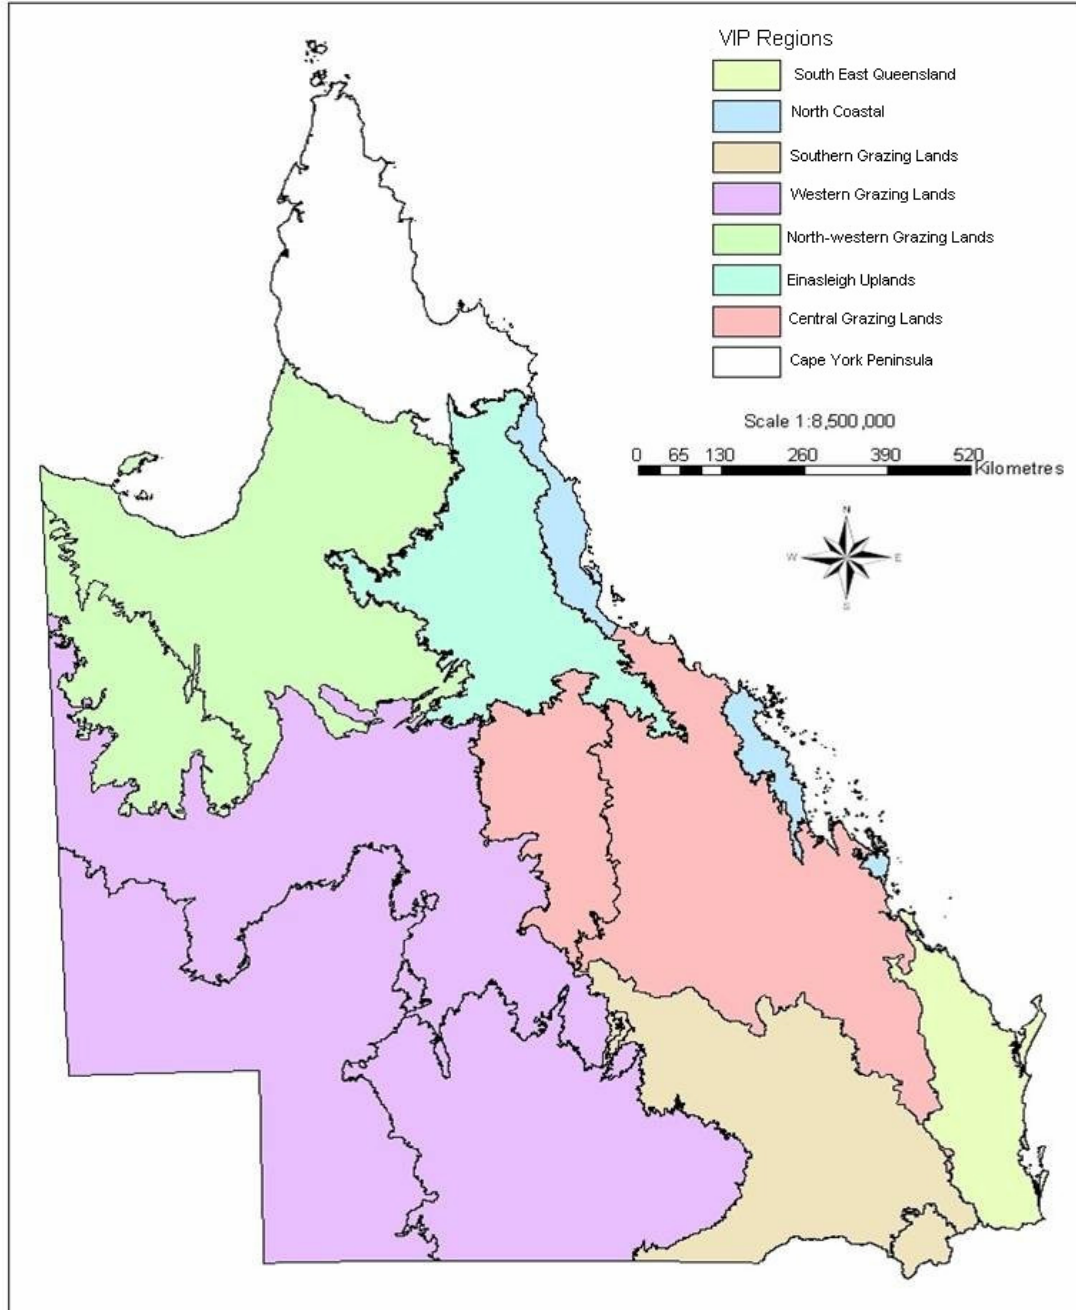 VIP Regions
South East Queensland
North Coastal
Southern Grazing Lands
Western Grazing Lands
North-western Grazing Lands
Einasleigh Uplands
Central Grazing Lands
Cape York Peninsula
Scale 1:8,500,000
0 65 130 260 390 520
Kilometres
N
W E
S